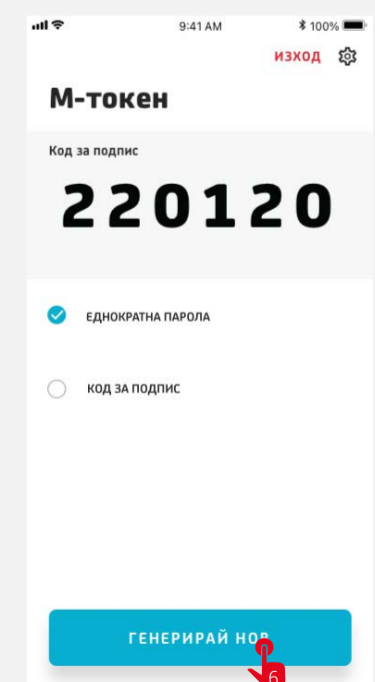 9:41 AM 100%
ИЗХОД
М-токен
Код за подпис
220120
ЕДНОКРАТНА ПАРОЛА
КОД ЗА ПОДПИС
ГЕНЕРИРАЙ НОВ
6